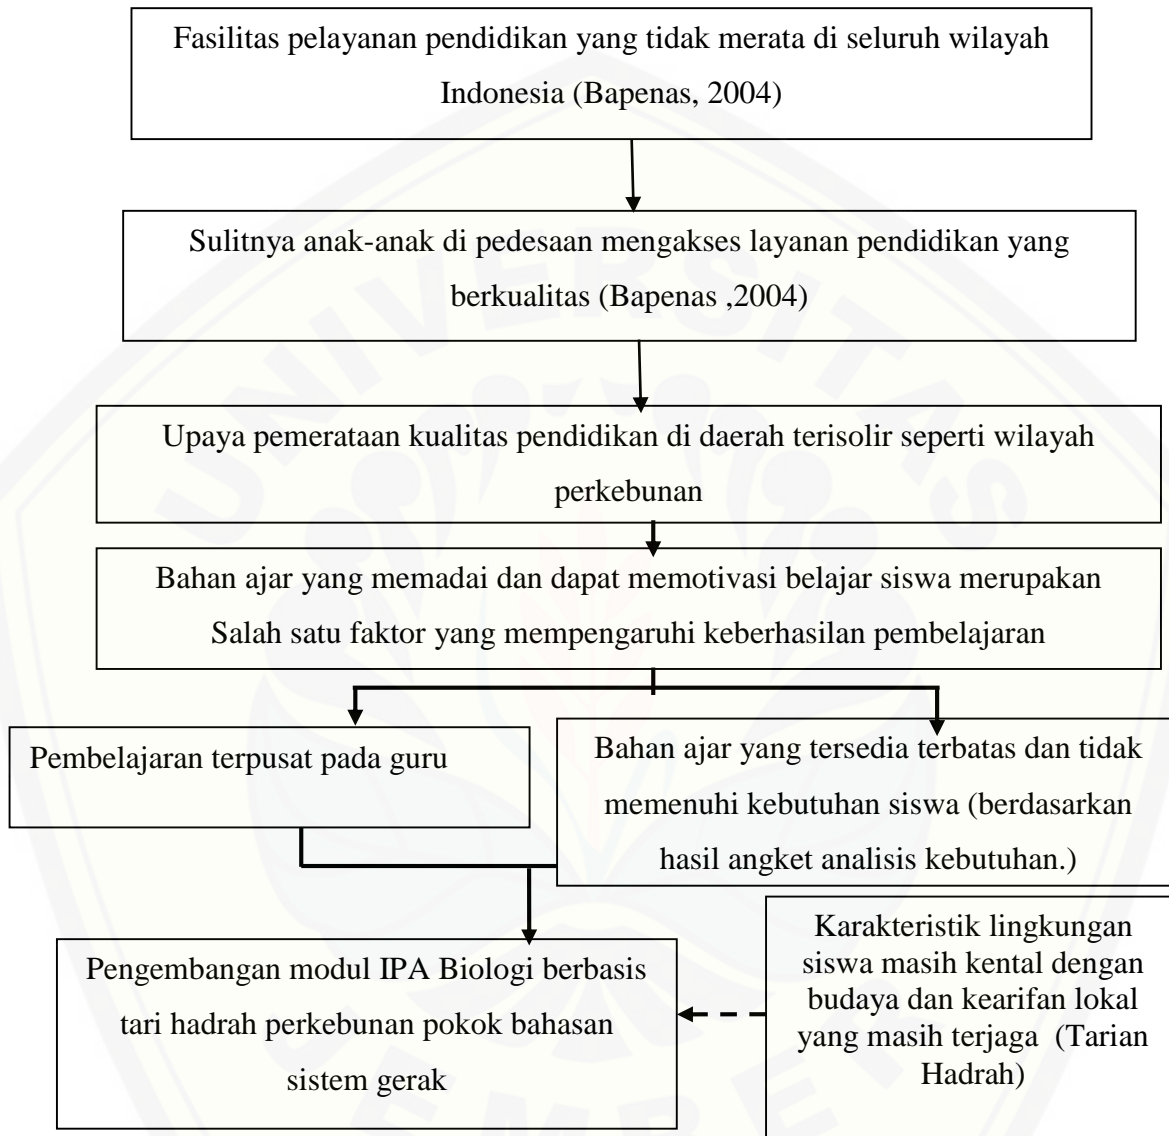 Fasilitas pelayanan pendidikan yang tidak merata di seluruh wilayah
Indonesia (Bapenas, 2004)
Sulitnya anak-anak di pedesaan mengakses layanan pendidikan yang
berkualitas (Bapenas ,2004)
Upaya pemerataan kualitas pendidikan di daerah terisolir seperti wilayah
perkebunan
Bahan ajar yang memadai dan dapat memotivasi belajar siswa merupakan
Salah satu faktor yang mempengaruhi keberhasilan pembelajaran
Pembelajaran terpusat pada guru
Bahan ajar yang tersedia terbatas dan tidak
memenuhi kebutuhan siswa (berdasarkan
hasil angket analisis kebutuhan.)
Pengembangan modul IPA Biologi berbasis
tari hadrah perkebunan pokok bahasan
sistem gerak
Karakteristik lingkungan
siswa masih kental dengan
budaya dan kearifan lokal
yang masih terjaga (Tarian
Hadrah)
UNIVERSITAS
JEMBER